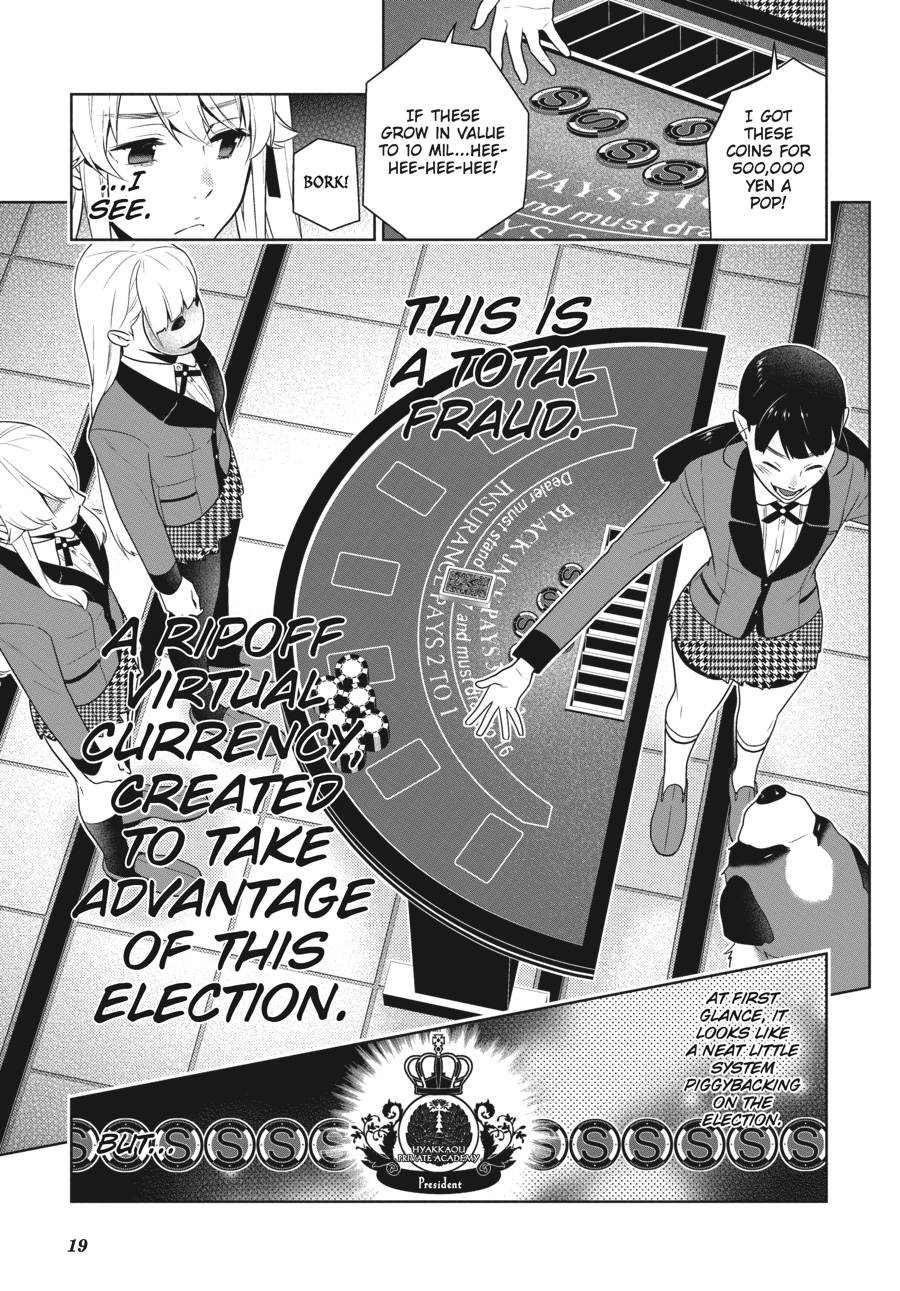 I GOT
THESE
COINS FOR
500,000
YEN A
POP!
IF THESE
GROW IN VALUE
TO 10 MIL...HEE-
HEE-HEE-HEE!
PAYS 3 TO
and must dra
BORK!
...I
SEE.
THIS IS
A TOTAL
FRAUD.
Dealer must stand
and must
BLACK JACK PAYS 3
INSURANCE PAYS 2 TO 1
A RIPOFF
VIRTUAL
CURRENCY,
CREATED
TO TAKE
ADVANTAGE
OF THIS
ELECTION.
AT FIRST
GLANCE, IT
LOOKS LIKE
A NEAT LITTLE
SYSTEM
PIGGYBACKING
ON THE
ELECTION.
BUT...
HYAKKAOU
PRIVATE ACADEMY
President
S S S S S S S S S S S S S
19